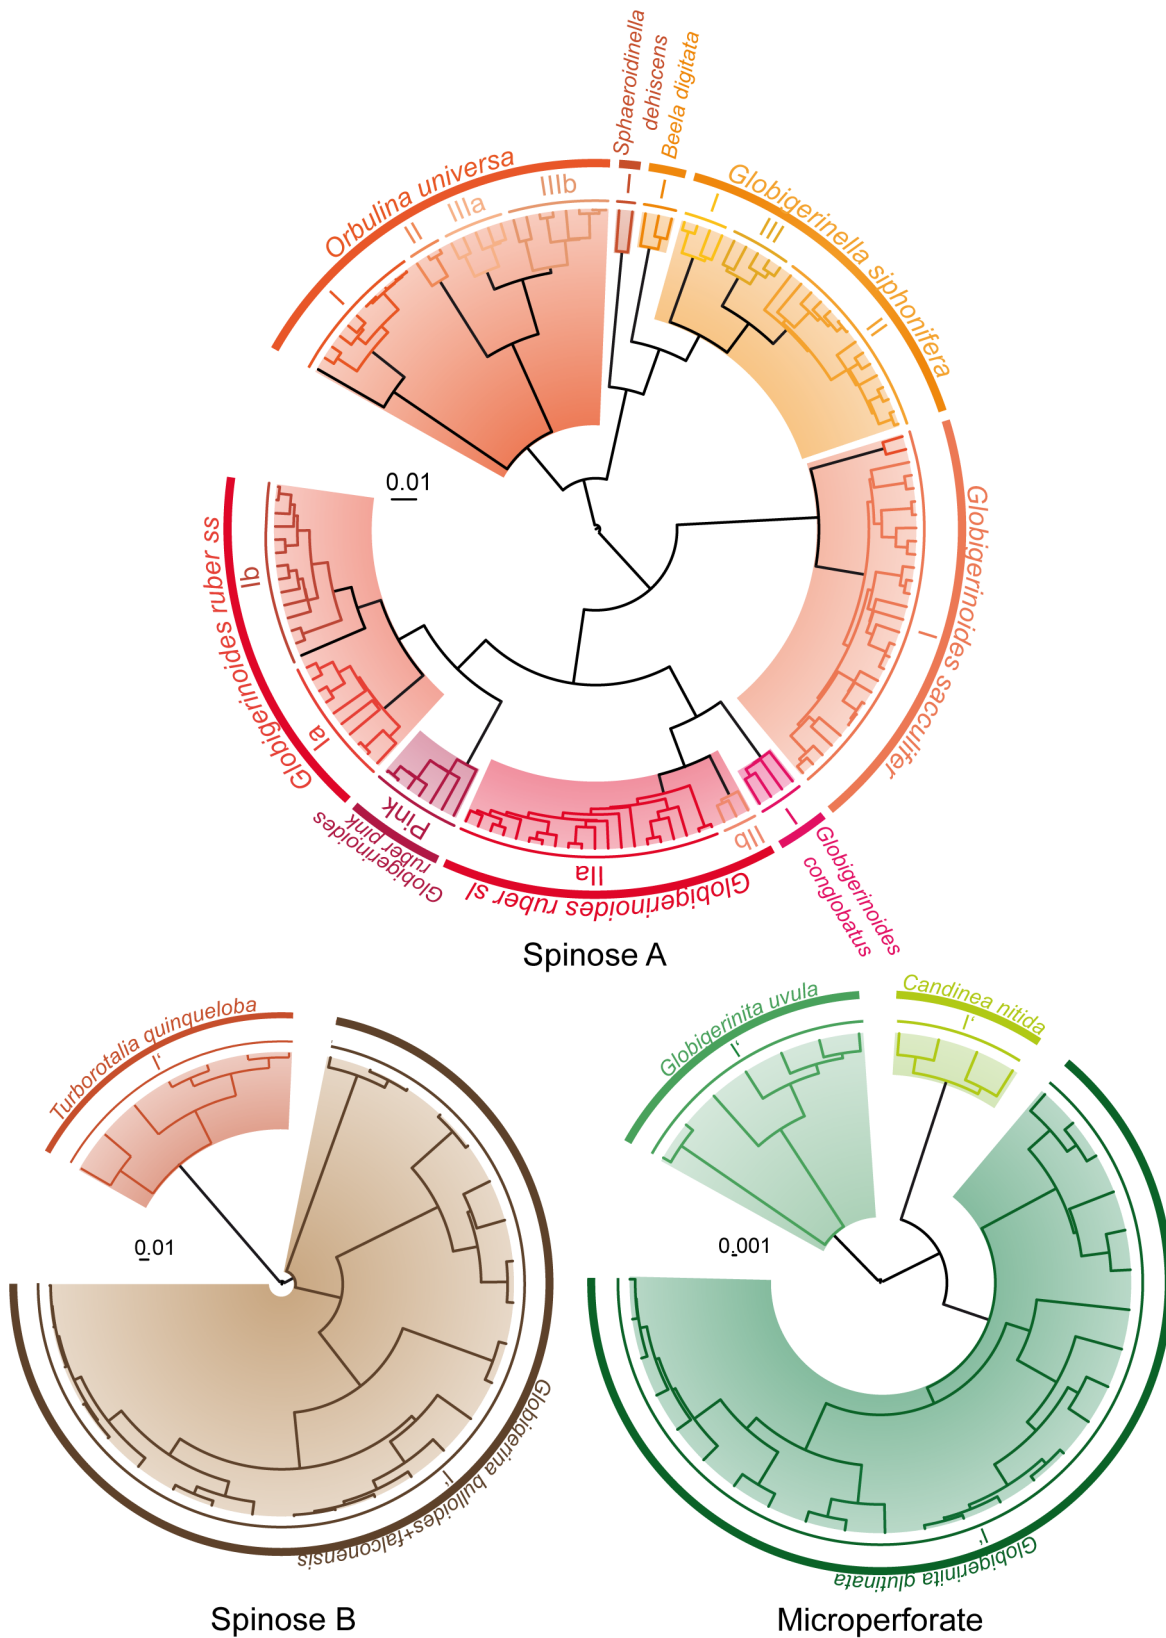 Sphaeroidinella
dehiscens
Beela digitata
Orbulina universa
Globigerinella siphonifera
I
II
IIIa
IIIb
I
I
I
III
II
0.01
Globigerinoides sacculifer
I
Globigerinoides ruber ss
Ib
Ia
Pink
Globigerinoides
ruber pink
IIa
Globigerinoides ruber sl
IIb
I
Globigerinoides
conglobatus
Spinose A
Turborotalia quinqueloba
I'
0.01
Globigerina bulloides+falconensis
I'
Spinose B
Globigerinita uvula
I'
Candinea nitida
I'
0.001
Globigerinita glutinata
I'
Microperforate